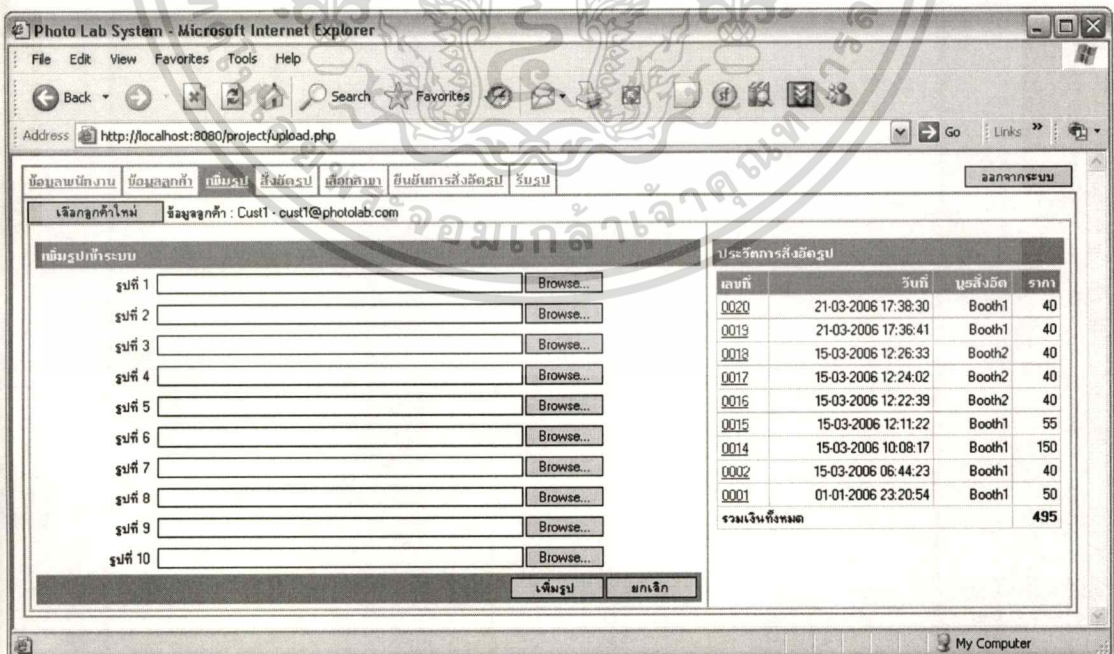 Photo Lab System - Microsoft Internet Explorer
File Edit View Favorites Tools Help
Back Search Favorites
Address http://localhost:8080/project/upload.php Go Links
ข้อมูลพนักงาน ข้อมูลลูกค้า เพิ่มรูป สั่งอัดรูป เลือกสาขา ยืนยันการสั่งอัดรูป รับรูป ออกจากระบบ
เลือกลูกค้าใหม่ ข้อมูลลูกค้า : Cust1 - cust1@photolab.com
เพิ่มรูปเข้าระบบ
รูปที่ 1 Browse...
รูปที่ 2 Browse...
รูปที่ 3 Browse...
รูปที่ 4 Browse...
รูปที่ 5 Browse...
รูปที่ 6 Browse...
รูปที่ 7 Browse...
รูปที่ 8 Browse...
รูปที่ 9 Browse...
รูปที่ 10 Browse...
เพิ่มรูป ยกเลิก
ประวัติการสั่งอัดรูป
เลขที่ วันที่ บูธสั่งอัด ราคา
0020 21-03-2006 17:38:30 Booth1 40
0019 21-03-2006 17:36:41 Booth1 40
0018 15-03-2006 12:26:33 Booth2 40
0017 15-03-2006 12:24:02 Booth2 40
0016 15-03-2006 12:22:39 Booth2 40
0015 15-03-2006 12:11:22 Booth1 55
0014 15-03-2006 10:08:17 Booth1 150
0002 15-03-2006 06:44:23 Booth1 40
0001 01-01-2006 23:20:54 Booth1 50
รวมเงินทั้งหมด 495
My Computer